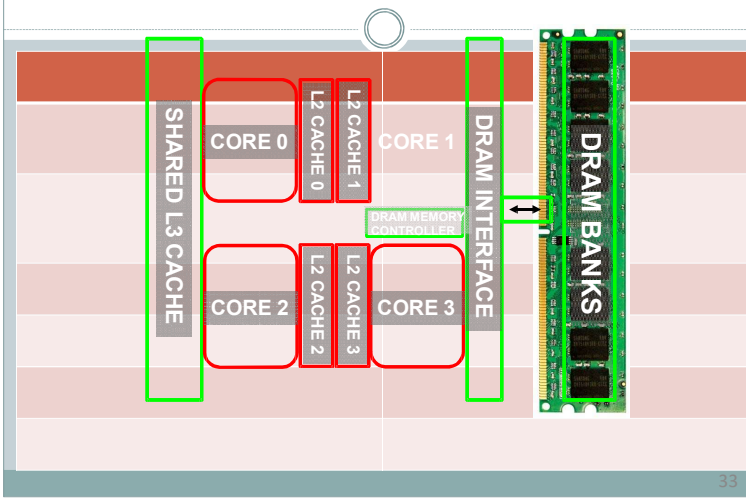 SHARED L3 CACHE
CORE 0
L2 CACHE 0
L2 CACHE 1
CORE 1
DRAM INTERFACE
DRAM BANKS
DRAM MEMORY
CONTROLLER
CORE 2
L2 CACHE 2
L2 CACHE 3
CORE 3
33